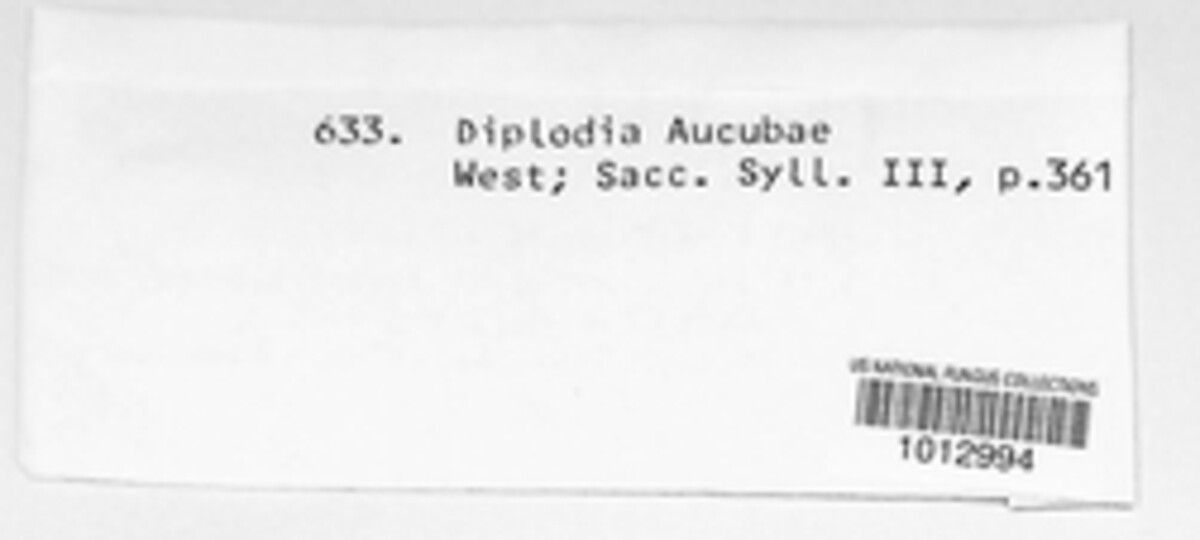 633. Diplodia Aucubae
West; Sacc. Syll. III, p.361
US NATIONAL FUNGUS COLLECTIONS
1012994